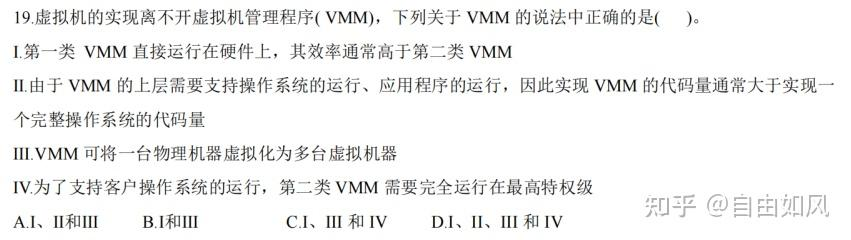 19.虚拟机的实现离不开虚拟机管理程序( VMM)，下列关于 VMM 的说法中正确的是( )。
I.第一类 VMM 直接运行在硬件上，其效率通常高于第二类 VMM
II.由于 VMM 的上层需要支持操作系统的运行、应用程序的运行，因此实现 VMM 的代码量通常大于实现一
个完整操作系统的代码量
III.VMM 可将一台物理机器虚拟化为多台虚拟机器
IV.为了支持客户操作系统的运行，第二类 VMM 需要完全运行在最高特权级
A.I、II和III B.I和III C.I、III 和 IV D.I、II、III 和 IV
知乎 @自由如风